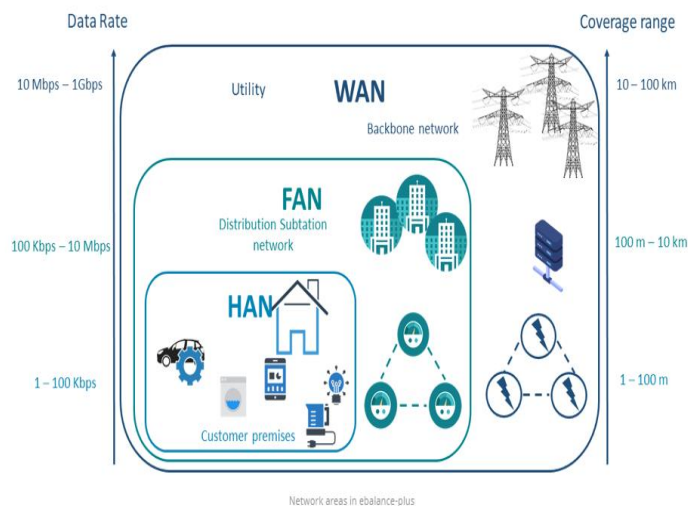 Data Rate
Coverage range
10 Mbps – 1Gbps
Utility
WAN
10 – 100 km
Backbone network
FAN
Distribution Subtation
network
100 Kbps – 10 Mbps
100 m – 10 km
HAN
1 – 100 Kbps
1 – 100 m
Customer premises
Network areas in ebalance-plus